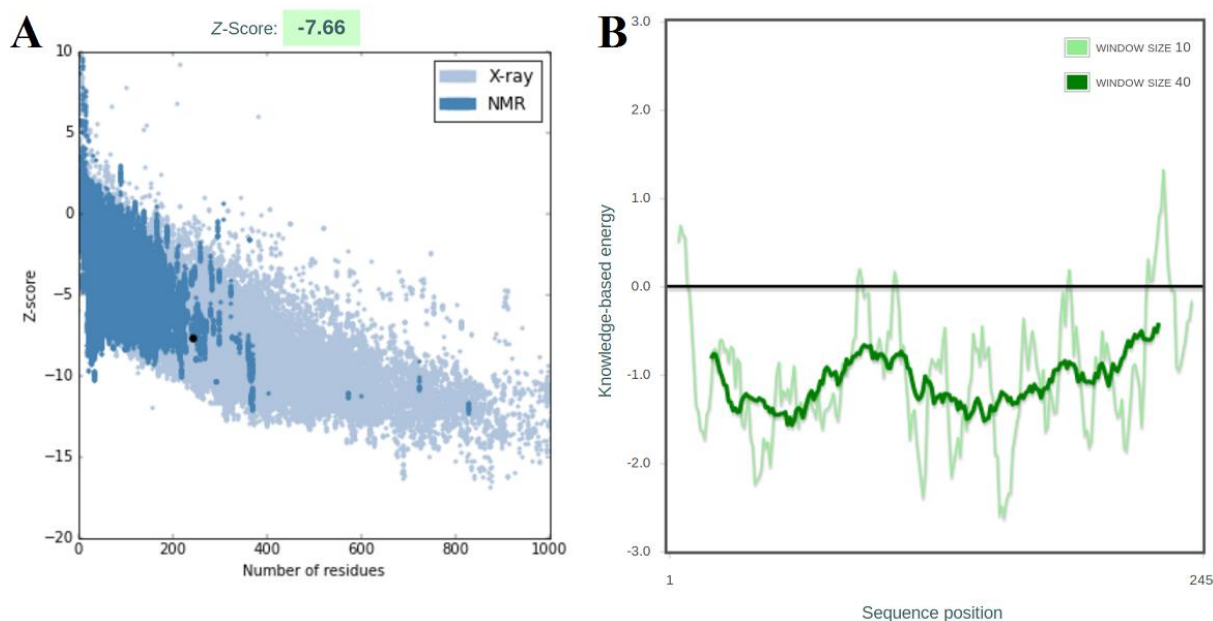 A
Z-Score: -7.66
10
5
0
−5
−10
−15
−20
Z-score
0 200 400 600 800 1000
Number of residues
X-ray
NMR
B
3.0
2.0
1.0
0.0
-1.0
-2.0
-3.0
Knowledge-based energy
WINDOW SIZE 10
WINDOW SIZE 40
1 245
Sequence position